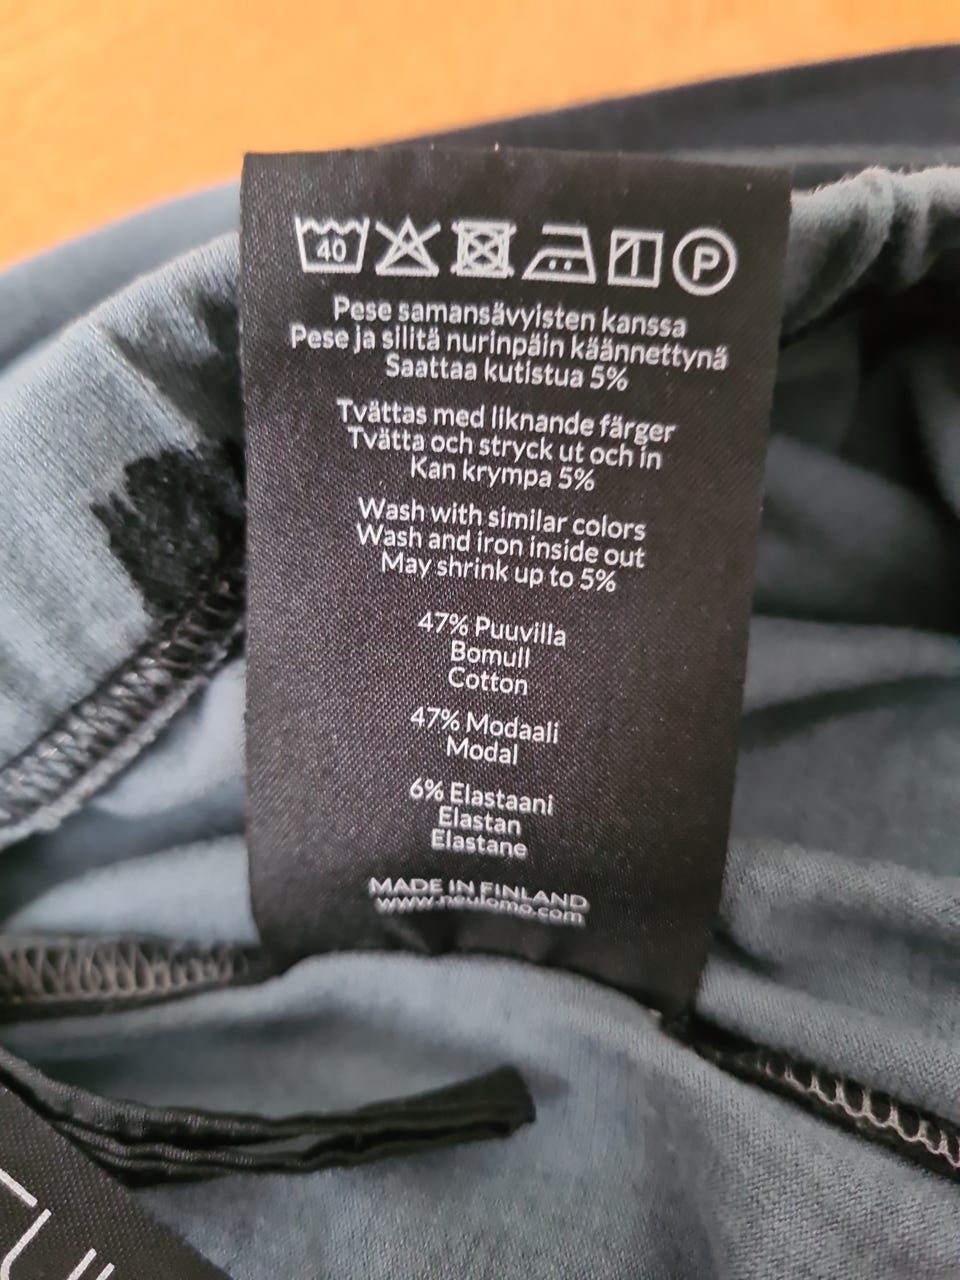 40
P
Pese samansävyisten kanssa
Pese ja silitä nurinpäin käännettynä
Saattaa kutistua 5%
Tvättas med liknande färger
Tvätta och stryck ut och in
Kan krympa 5%
Wash with similar colors
Wash and iron inside out
May shrink up to 5%
47% Puuvilla
Bomull
Cotton
47% Modaali
Modal
6% Elastaani
Elastan
Elastane
MADE IN FINLAND
www.neulomo.com